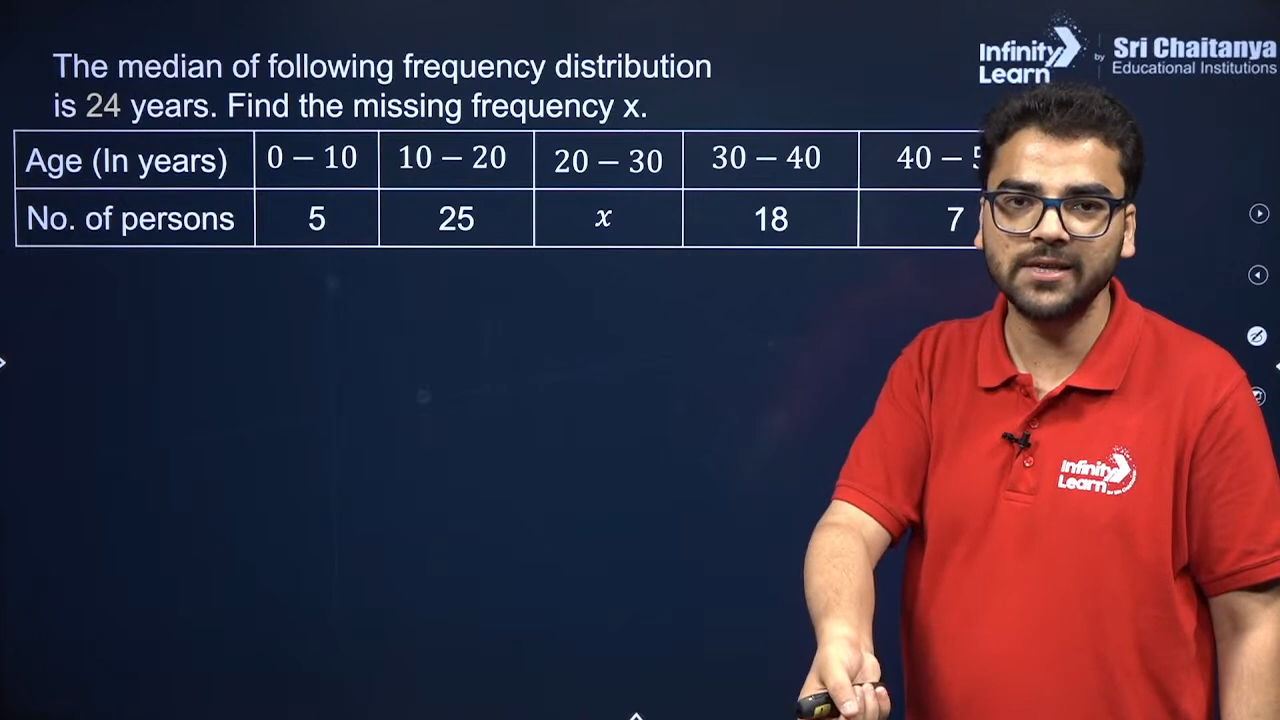 The median of following frequency distribution
is 24 years. Find the missing frequency x.
Infinity Learn by Sri Chaitanya Educational Institutions
Age (In years) 0 – 10 10 – 20 20 – 30 30 – 40 40 –
No. of persons 5 25 x 18 7
Infinity
Learn